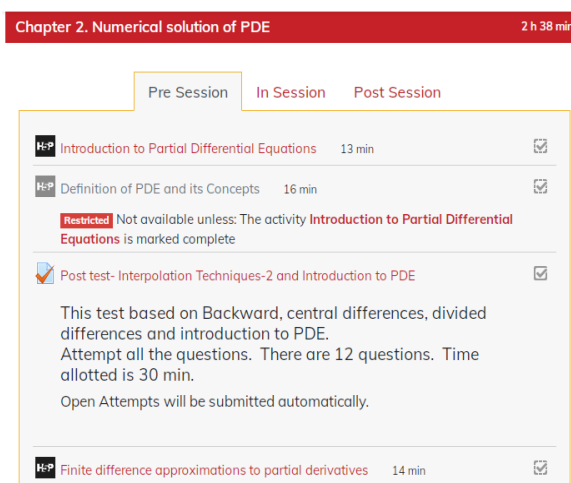 Chapter 2. Numerical solution of PDE 2 h 38 min
Pre Session In Session Post Session
H-P Introduction to Partial Differential Equations 13 min
H-P Definition of PDE and its Concepts 16 min
Restricted Not available unless: The activity Introduction to Partial Differential
Equations is marked complete
Post test- Interpolation Techniques-2 and Introduction to PDE
This test based on Backward, central differences, divided
differences and introduction to PDE.
Attempt all the questions. There are 12 questions. Time
allotted is 30 min.
Open Attempts will be submitted automatically.
H-P Finite difference approximations to partial derivatives 14 min